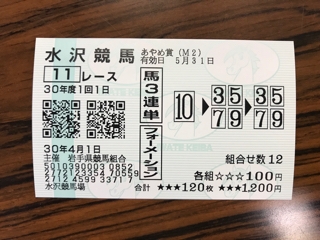 水沢競馬
あやめ賞(M2)
有効日 5月31日
11レース
30年度1回1日
馬3連単
フォーメーション
10 → 35 79 → 35 79
30年4月1日
主催 岩手県競馬組合
水沢競馬場
組合せ数12
各組☆☆☆100円
合計 ★★★120枚 ★★★1,200円